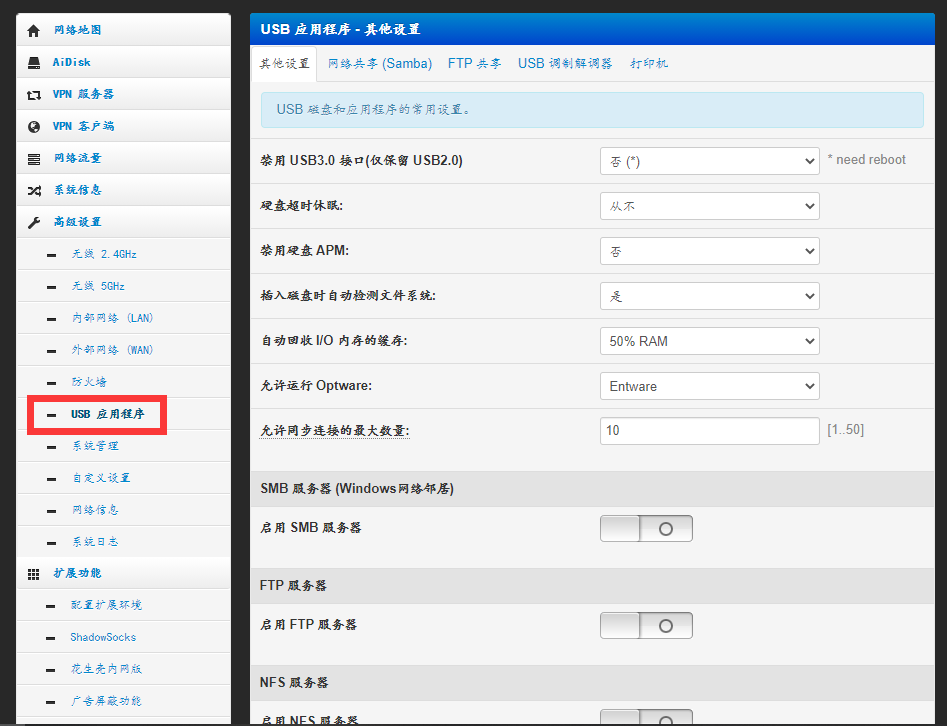 网络地图
AiDisk
VPN 服务器
VPN 客户端
网络流量
系统信息
高级设置
无线 2.4GHz
无线 5GHz
内部网络 (LAN)
外部网络 (WAN)
防火墙
USB 应用程序
系统管理
自定义设置
网络信息
系统日志
扩展功能
配置扩展环境
ShadowSocks
花生壳内网版
广告屏蔽功能
USB 应用程序 - 其他设置
其他设置 网络共享 (Samba) FTP 共享 USB 调制解调器 打印机
USB 磁盘和应用程序的常用设置。
禁用 USB3.0 接口(仅保留 USB2.0) 否 (*) * need reboot
硬盘超时休眠: 从不
禁用硬盘 APM: 否
插入磁盘时自动检测文件系统: 是
自动回收 I/O 内存的缓存: 50% RAM
允许运行 Optware: Entware
允许同步连接的最大数量: 10 [1..50]
SMB 服务器 (Windows网络邻居)
启用 SMB 服务器
FTP 服务器
启用 FTP 服务器
NFS 服务器
启用 NFS 服务器